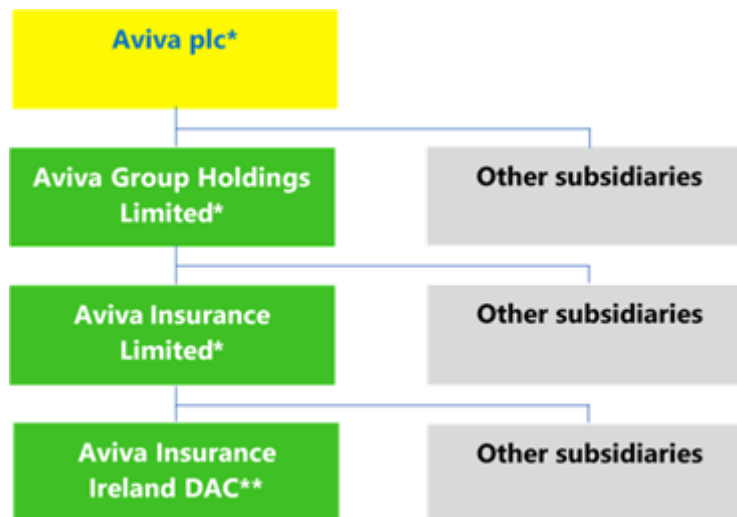 Aviva plc*
Aviva Group Holdings
Limited*
Other subsidiaries
Aviva Insurance
Limited*
Other subsidiaries
Aviva Insurance
Ireland DAC**
Other subsidiaries